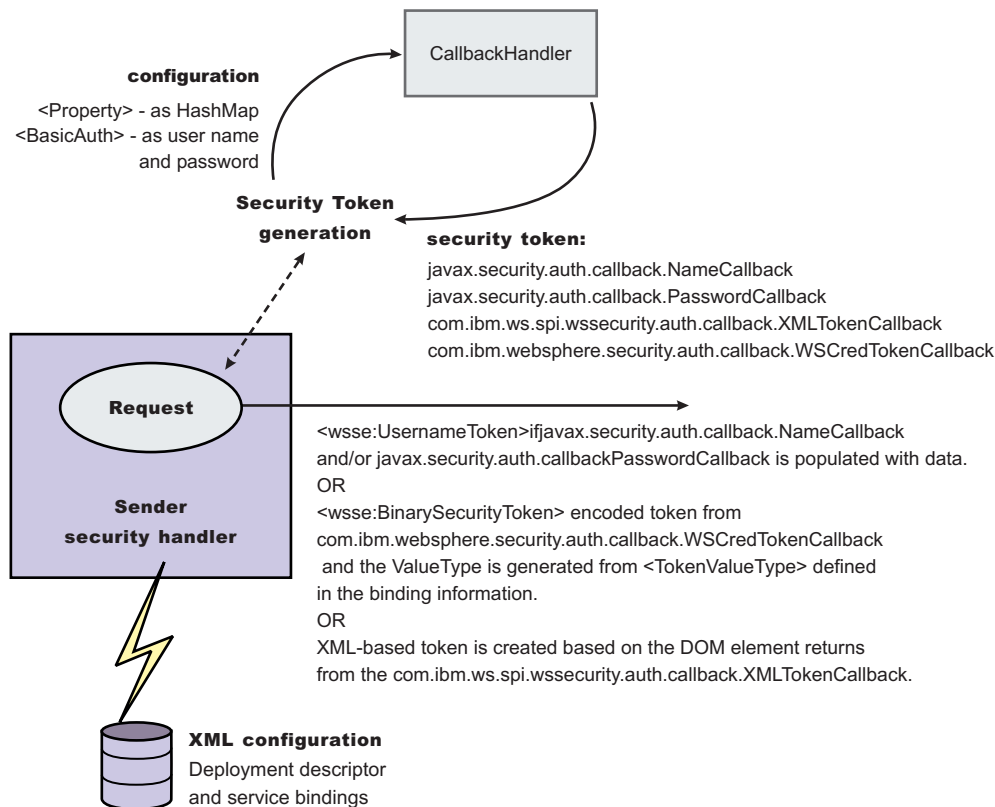 CallbackHandler
configuration
<Property> - as HashMap
<BasicAuth> - as user name
and password
Security Token
generation
security token:
javax.security.auth.callback.NameCallback
javax.security.auth.callback.PasswordCallback
com.ibm.ws.spi.wssecurity.auth.callback.XMLTokenCallback
com.ibm.websphere.security.auth.callback.WSCredTokenCallback
Request
Sender
security handler
<wsse:UsernameToken>ifjavax.security.auth.callback.NameCallback
and/or javax.security.auth.callbackPasswordCallback is populated with data.
OR
<wsse:BinarySecurityToken> encoded token from
com.ibm.websphere.security.auth.callback.WSCredTokenCallback
and the ValueType is generated from <TokenValueType> defined
in the binding information.
OR
XML-based token is created based on the DOM element returns
from the com.ibm.ws.spi.wssecurity.auth.callback.XMLTokenCallback.
XML configuration
Deployment descriptor
and service bindings